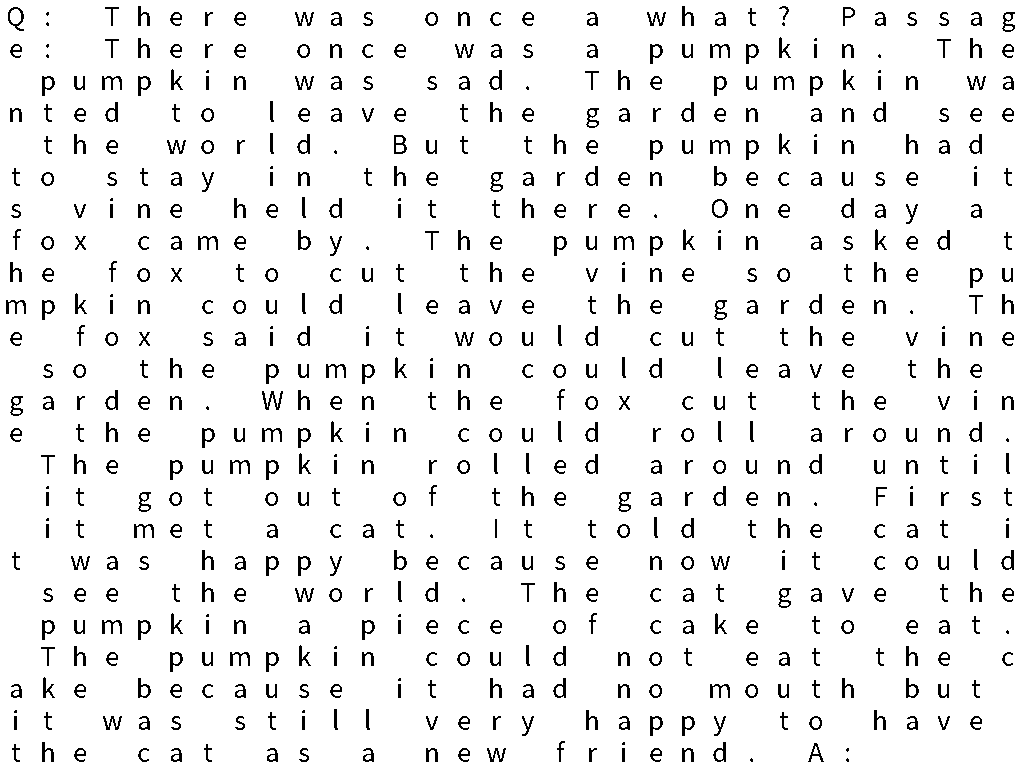 Q: There was once a what? Passag
e: There once was a pumpkin. The
 pumpkin was sad. The pumpkin wa
nted to leave the garden and see
 the world. But the pumpkin had
to stay in the garden because it
s vine held it there. One day a
fox came by. The pumpkin asked t
he fox to cut the vine so the pu
mpkin could leave the garden. Th
e fox said it would cut the vine
 so the pumpkin could leave the
garden. When the fox cut the vin
e the pumpkin could roll around.
 The pumpkin rolled around until
 it got out of the garden. First
 it met a cat. It told the cat i
t was happy because now it could
 see the world. The cat gave the
 pumpkin a piece of cake to eat.
 The pumpkin could not eat the c
ake because it had no mouth but
it was still very happy to have
the cat as a new friend. A: